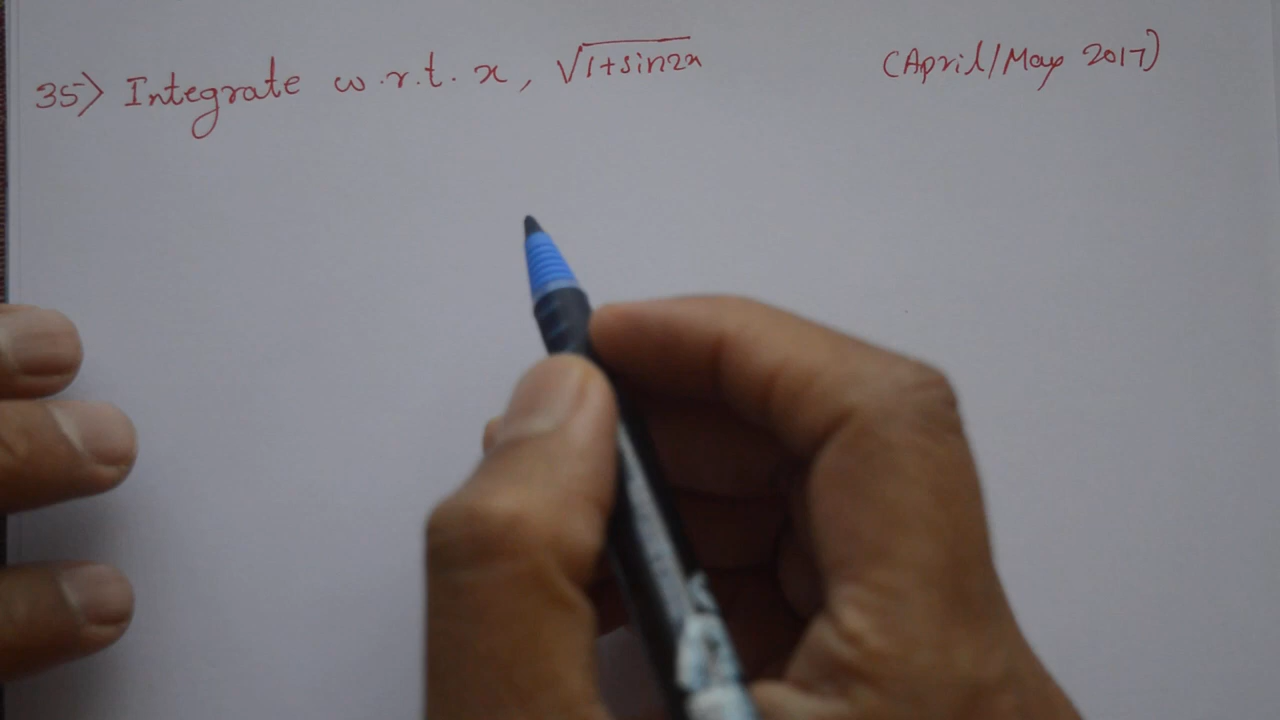 35> Integrate w.r.t. x, √1+sin2x (April/May 2017)